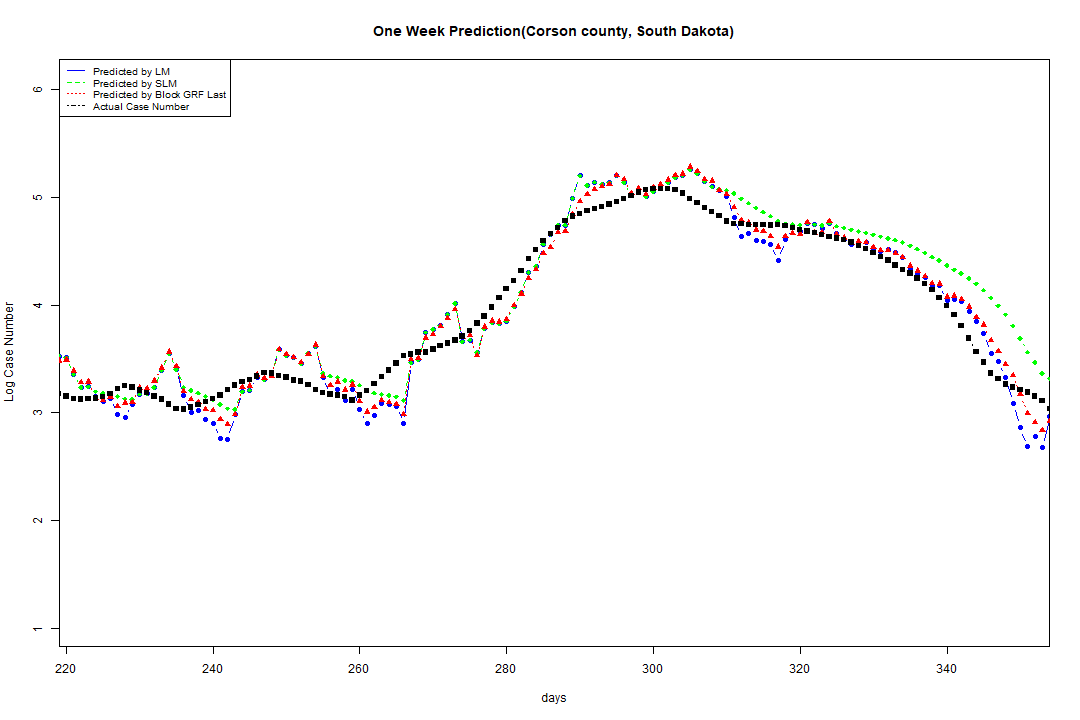 One Week Prediction(Corson county, South Dakota)
Predicted by LM
Predicted by SLM
Predicted by Block GRF Last
Actual Case Number
6
5
4
3
2
1
Log Case Number
220 240 260 280 300 320 340
days